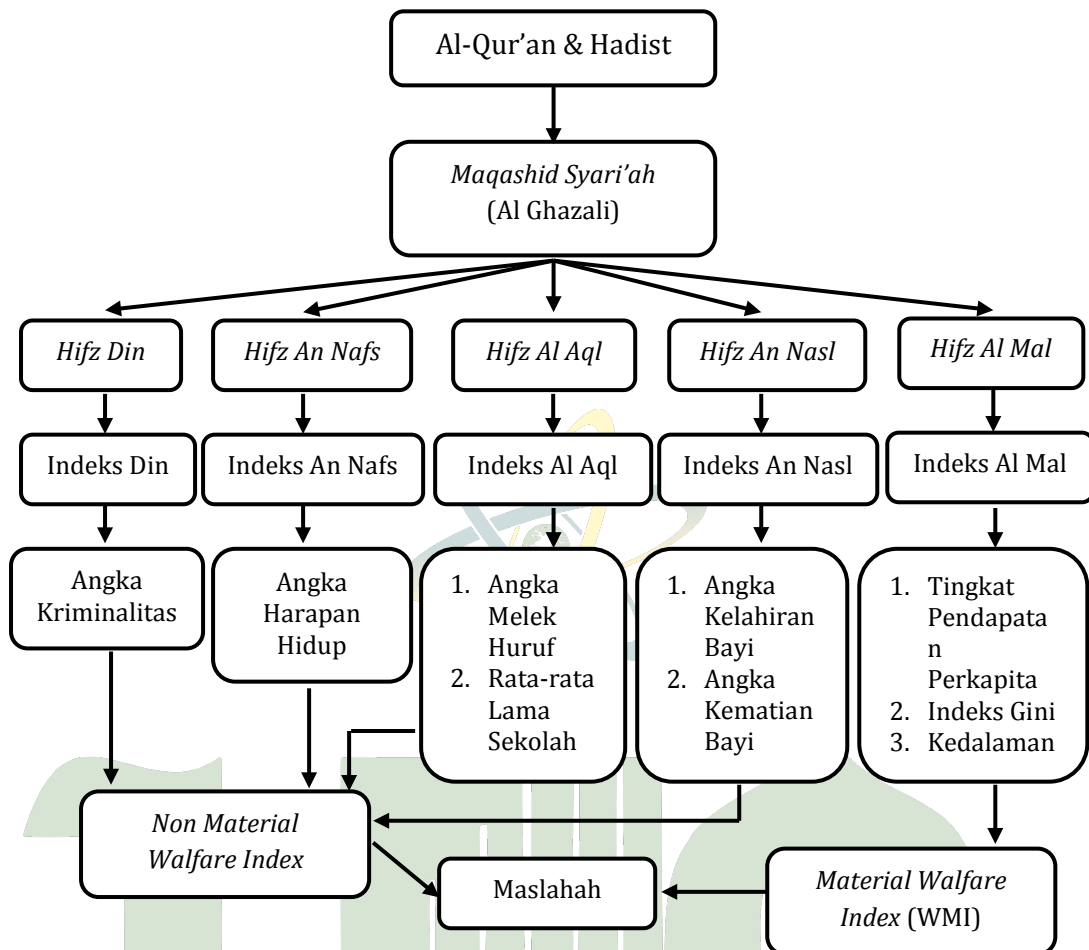 Al-Qur’an & Hadist
Maqashid Syari’ah
(Al Ghazali)
Hifz Din
Hifz An Nafs
Hifz Al Aql
Hifz An Nasl
Hifz Al Mal
Indeks Din
Indeks An Nafs
Indeks Al Aql
Indeks An Nasl
Indeks Al Mal
Angka
Kriminalitas
Angka
Harapan
Hidup
1. Angka
Melek
Huruf
2. Rata-rata
Lama
Sekolah
1. Angka
Kelahiran
Bayi
2. Angka
Kematian
Bayi
1. Tingkat
Pendapata
n
Perkapita
2. Indeks Gini
3. Kedalaman
Non Material
Walfare Index
Maslahah
Material Walfare
Index (WMI)